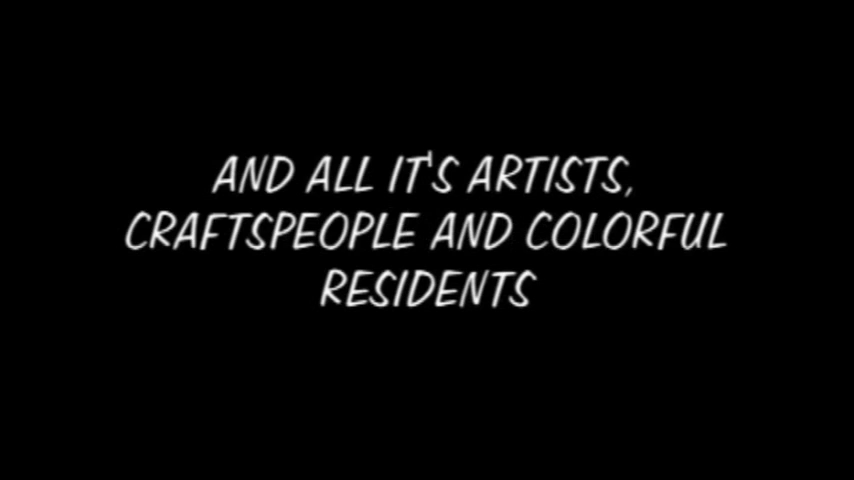 AND ALL IT'S ARTISTS,
CRAFTSPEOPLE AND COLORFUL
RESIDENTS